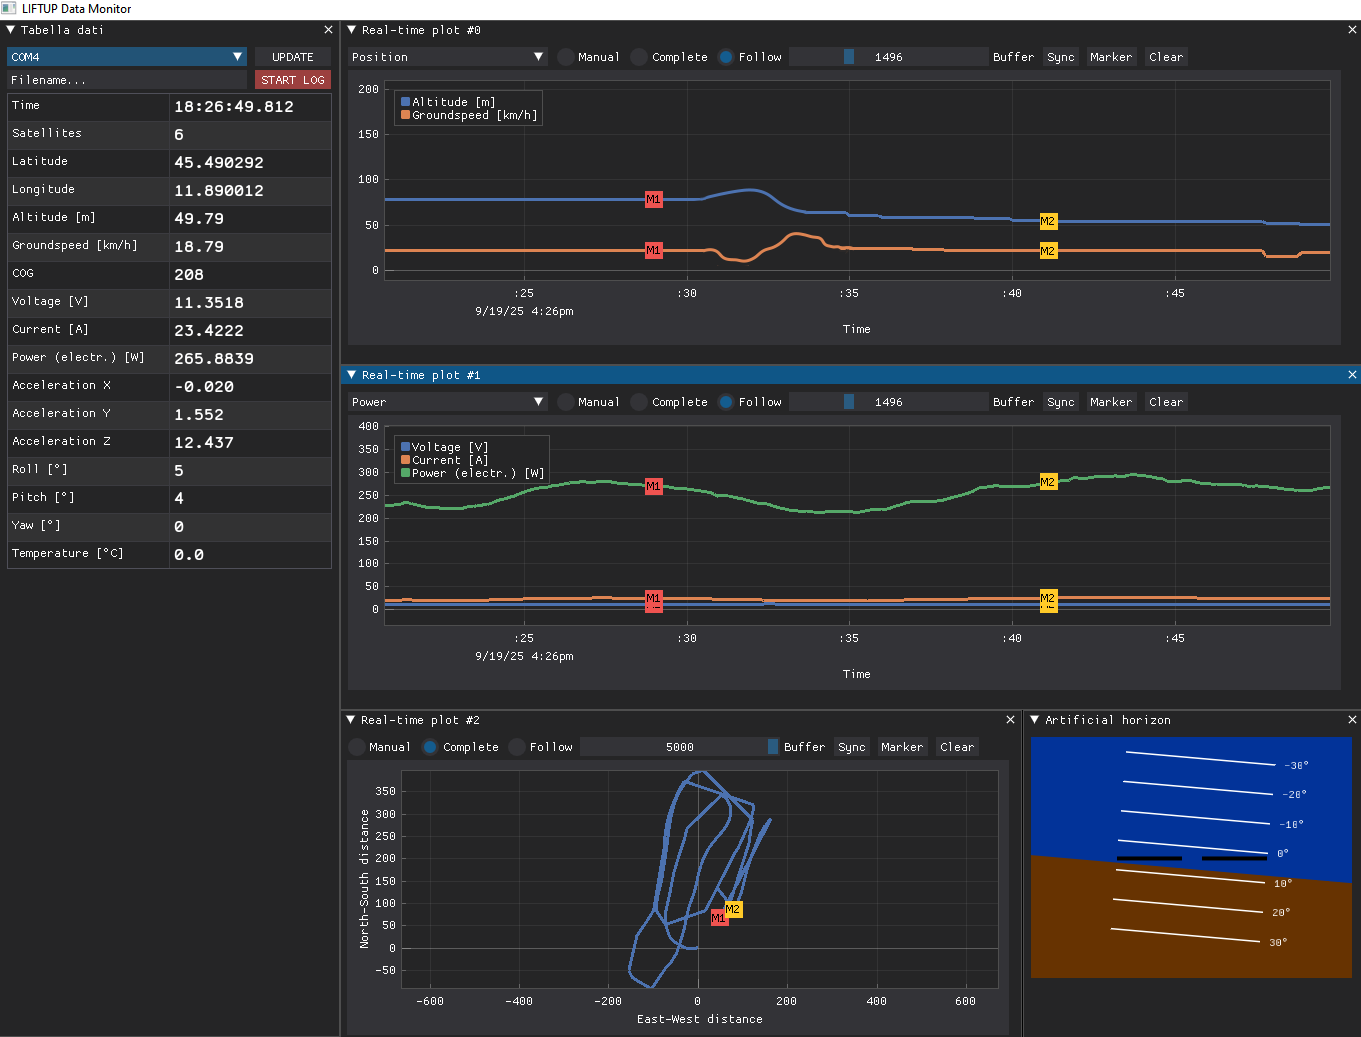 LIFTUP Data Monitor
Tabella dati
COM4 UPDATE
Filename... START LOG
Time 18:26:49.812
Satellites 6
Latitude 45.490292
Longitude 11.890012
Altitude [m] 49.79
Groundspeed [km/h] 18.79
COG 208
Voltage [V] 11.3518
Current [A] 23.4222
Power (electr.) [W] 265.8839
Acceleration X -0.020
Acceleration Y 1.552
Acceleration Z 12.437
Roll [°] 5
Pitch [°] 4
Yaw [°] 0
Temperature [°C] 0.0
Real-time plot #0
Position Manual Complete Follow 1496 Buffer Sync Marker Clear
200
150
100
50
0
Altitude [m]
Groundspeed [km/h]
M1 M2
M1 M2
:25 :30 :35 :40 :45
9/19/25 4:26pm
Time
Real-time plot #1
Power Manual Complete Follow 1496 Buffer Sync Marker Clear
400
350
300
250
200
150
100
50
0
Voltage [V]
Current [A]
Power (electr.) [W]
M1 M2
M1 M2
:25 :30 :35 :40 :45
9/19/25 4:26pm
Time
Real-time plot #2
Manual Complete Follow 5000 Buffer Sync Marker Clear
North-South distance
350
300
250
200
150
100
50
0
-50
M1 M2
-600 -400 -200 0 200 400 600
East-West distance
Artificial horizon
-30°
-20°
-10°
0°
10°
20°
30°